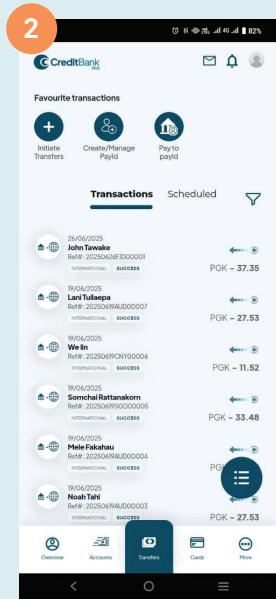 2
4G 82%
CreditBank
PNG
Favourite transactions
Initiate Transfers
Create/Manage PayId
Pay to payid
Transactions Scheduled
26/06/2025
John Tawake
Ref# : 20250626FJD00001
INTERNATIONAL SUCCESS
PGK - 37.35
19/06/2025
Lani Tuilaepa
Ref# : 20250619AUD00007
INTERNATIONAL SUCCESS
PGK - 27.53
19/06/2025
We lin
Ref# : 20250619CNY00006
INTERNATIONAL SUCCESS
PGK - 11.52
19/06/2025
Somchai Rattanakorn
Ref# : 20250619SGD00005
INTERNATIONAL SUCCESS
PGK - 33.48
19/06/2025
Mele Fakahau
Ref# : 20250619AUD00004
INTERNATIONAL SUCCESS
19/06/2025
Noah Tahi
Ref# : 20250619AUD00003
INTERNATIONAL SUCCESS
PGK - 27.53
Overview Accounts Transfers Cards More